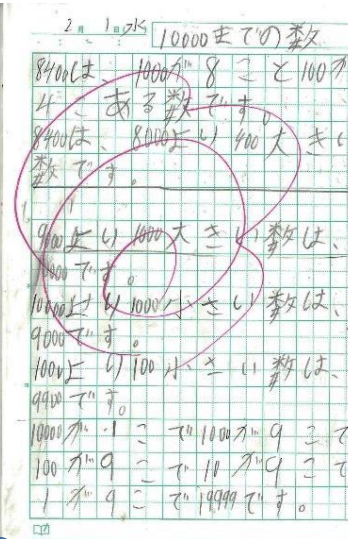 2月 1日 水 10000までの数
8400は、1000が8こと100が
4こある数です。
8400は、8000より400大きい
数です。
9000より1000大きい数は、
10000です。
10000より1000小さい数は、
9000です。
1000より100小さい数は、
9900です。
10000が1こで1000が9こで
100が9こで10が9こで
1が9こで19999です。